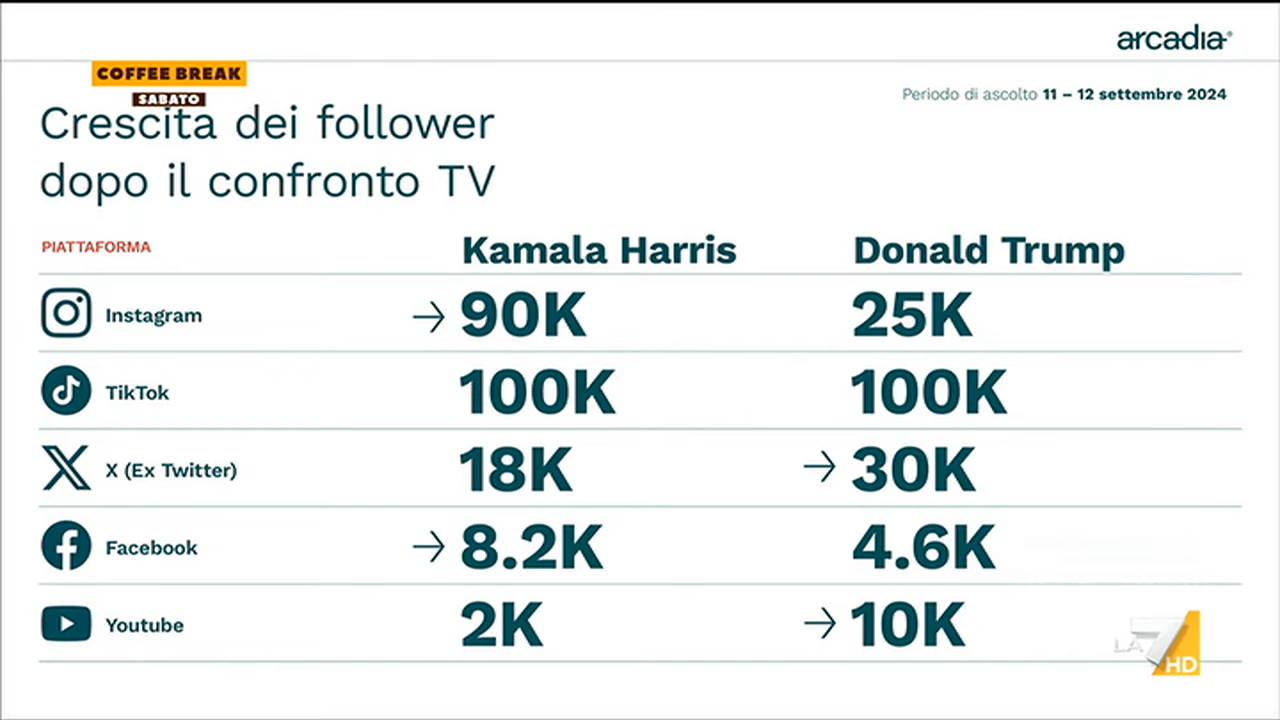 arcadia
COFFEE BREAK
SABATO
Periodo di ascolto 11 – 12 settembre 2024
Crescita dei follower
dopo il confronto TV
PIATTAFORMA Kamala Harris Donald Trump
Instagram → 90K 25K
TikTok 100K 100K
X (Ex Twitter) 18K → 30K
Facebook → 8.2K 4.6K
Youtube 2K → 10K
LA 7 HD